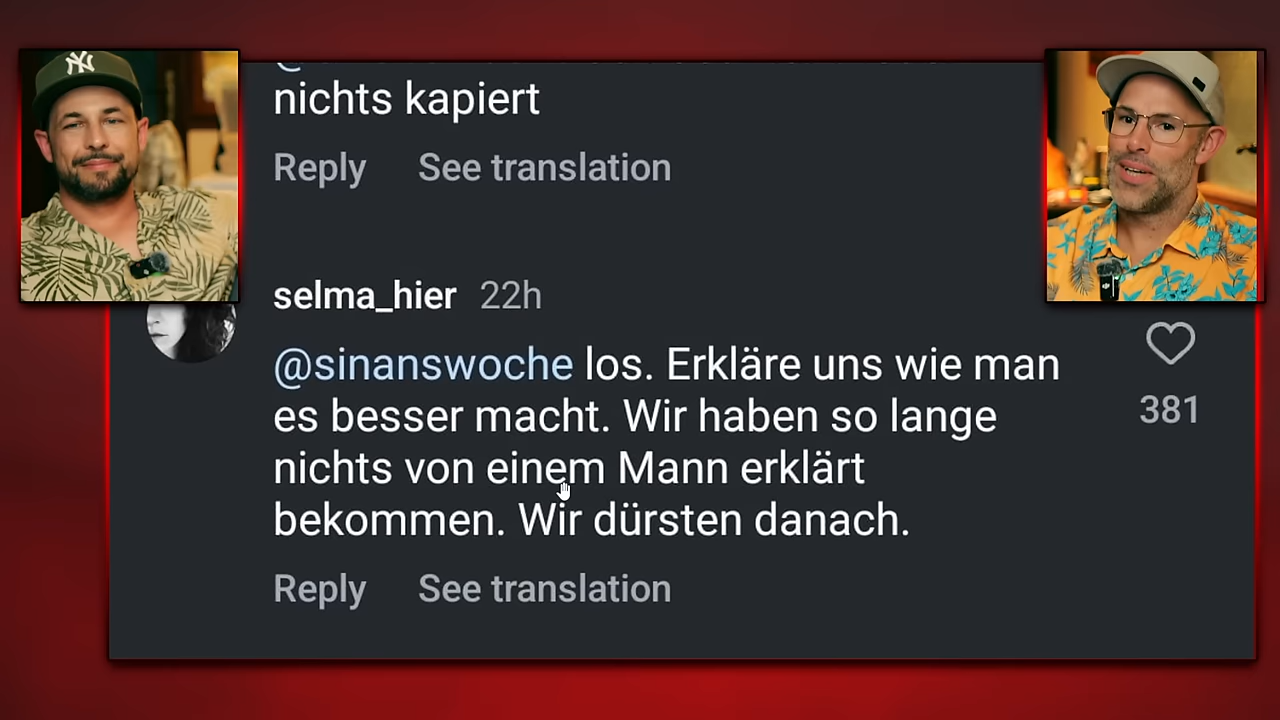 nichts kapiert
Reply See translation
selma_hier 22h
@sinanswoche los. Erkläre uns wie man
es besser macht. Wir haben so lange
nichts von einem Mann erklärt
bekommen. Wir dürsten danach.
381
Reply See translation